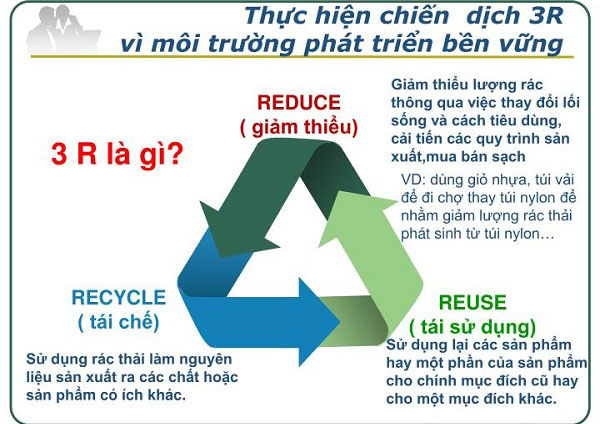 Thực hiện chiến dịch 3R
vì môi trường phát triển bền vững
REDUCE
( giảm thiểu)
3 R là gì?
Giảm thiểu lượng rác
thông qua việc thay đổi lối
sống và cách tiêu dùng,
cải tiến các quy trình sản
xuất,mua bán sạch
VD: dùng giỏ nhựa, túi vải
để đi chợ thay túi nylon để
nhằm giảm lượng rác thải
phát sinh từ túi nylon…
RECYCLE
( tái chế)
Sử dụng rác thải làm nguyên
liệu sản xuất ra các chất hoặc
sản phẩm có ích khác.
REUSE
( tái sử dụng)
Sử dụng lại các sản phẩm
hay một phần của sản phẩm
cho chính mục đích cũ hay
cho một mục đích khác.